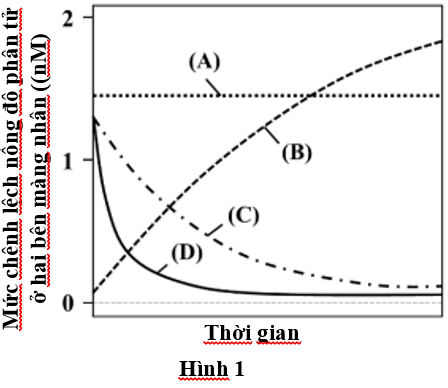 Mức chênh lệch nồng độ phân tử
ở hai bên màng nhân ((nM)
2
1
0
(A)
(B)
(C)
(D)
Thời gian
Hình 1